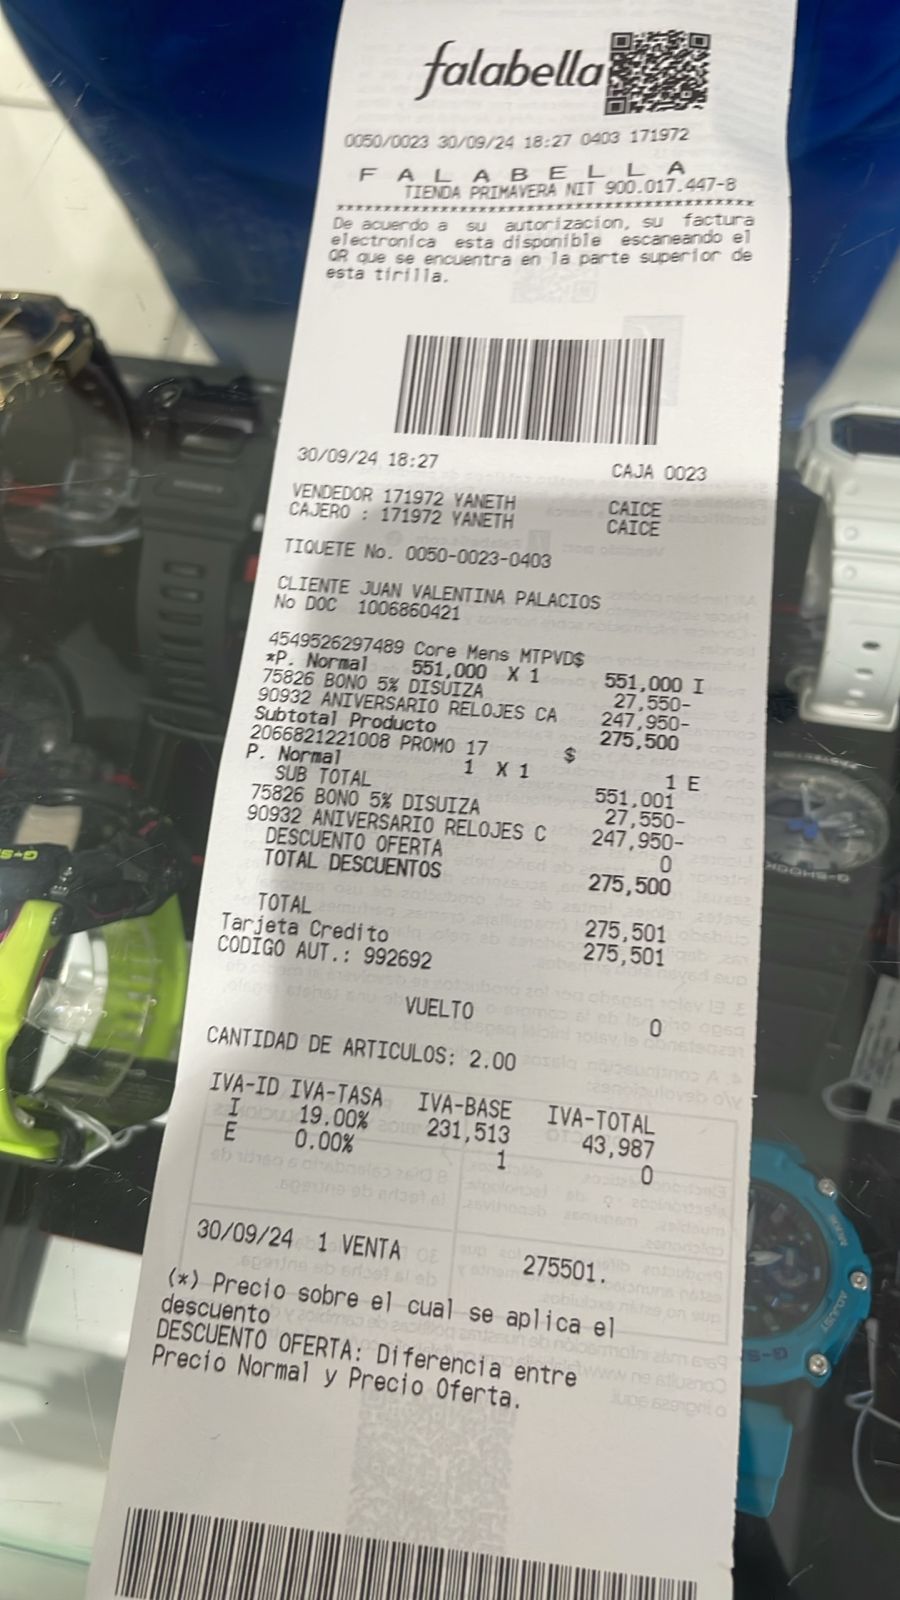 falabella
0050/0023 30/09/24 18:27 0403 171972
F A L A B E L L A
TIENDA PRIMAVERA NIT 900.017.447-8
De acuerdo a su autorizacion, su factura
electronica esta disponible escaneando el
QR que se encuentra en la parte superior de
esta tirilla.
30/09/24 18:27 CAJA 0023
VENDEDOR 171972 YANETH CAICE
CAJERO : 171972 YANETH CAICE
TIQUETE No. 0050-0023-0403
CLIENTE JUAN VALENTINA PALACIOS
No DOC 1006860421
4549526297489 Core Mens MTPVD$
*P. Normal 551,000 X 1 551,000 I
75826 BONO 5% DISUIZA 27,550-
90932 ANIVERSARIO RELOJES CA 247,950-
Subtotal Producto $ 275,500
2066821221008 PROMO 17
P. Normal 1 X 1 1 E
SUB TOTAL 551,001
75826 BONO 5% DISUIZA 27,550-
90932 ANIVERSARIO RELOJES C 247,950-
DESCUENTO OFERTA 0
TOTAL DESCUENTOS 275,500
TOTAL 275,501
Tarjeta Credito 275,501
CODIGO AUT.: 992692
VUELTO 0
CANTIDAD DE ARTICULOS: 2.00
IVA-ID IVA-TASA IVA-BASE IVA-TOTAL
I 19.00% 231,513 43,987
E 0.00% 1 0
30/09/24 1 VENTA 275501.
(*) Precio sobre el cual se aplica el
descuento
DESCUENTO OFERTA: Diferencia entre
Precio Normal y Precio Oferta.